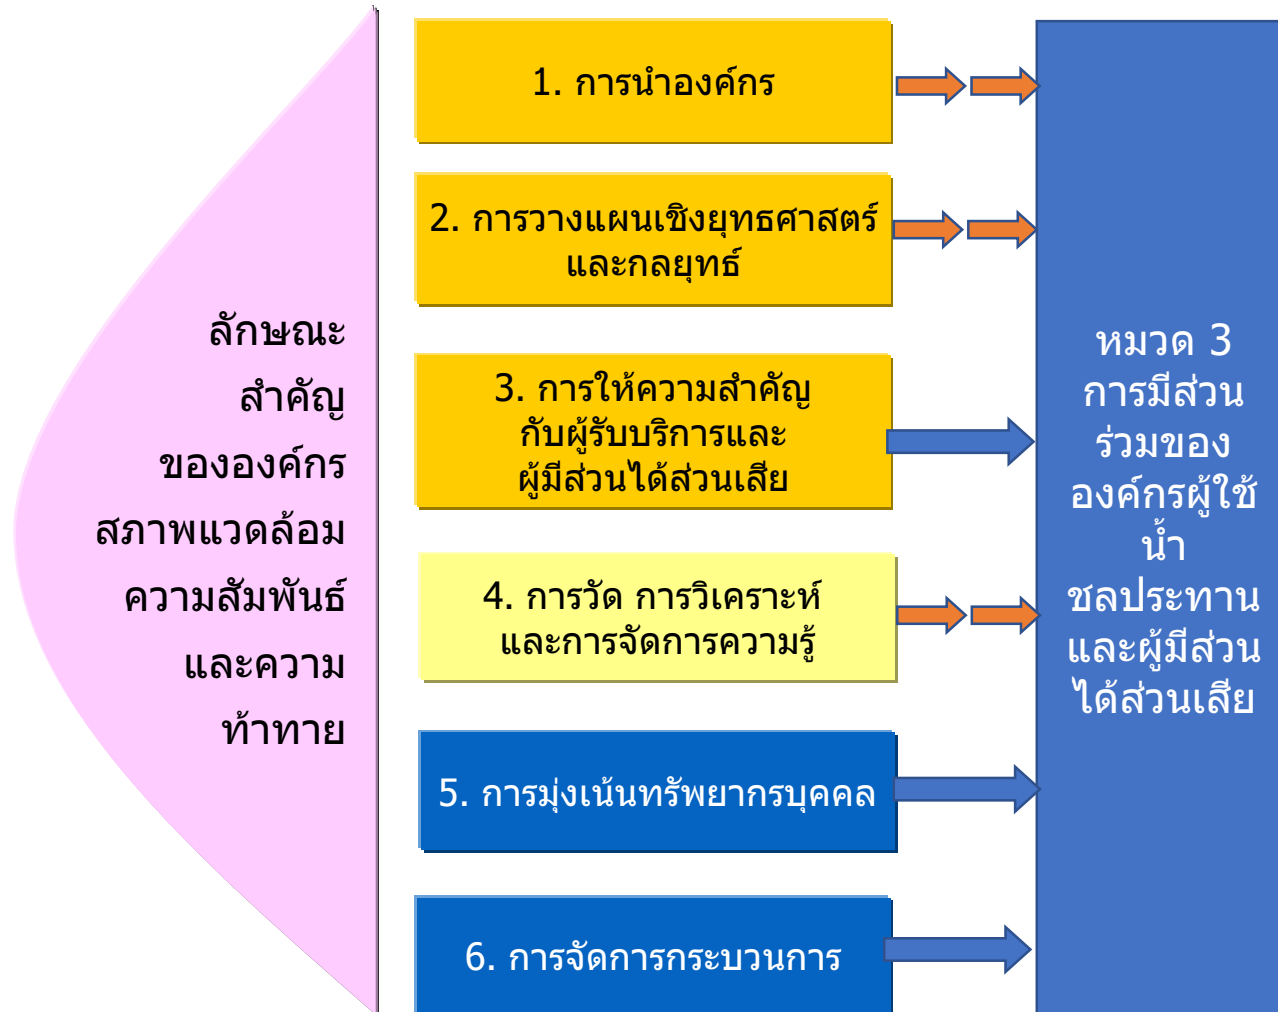 ลักษณะ
สำคัญ
ขององค์กร
สภาพแวดล้อม
ความสัมพันธ์
และความ
ท้าทาย
1. การนำองค์กร
2. การวางแผนเชิงยุทธศาสตร์
และกลยุทธ์
3. การให้ความสำคัญ
กับผู้รับบริการและ
ผู้มีส่วนได้ส่วนเสีย
4. การวัด การวิเคราะห์
และการจัดการความรู้
5. การมุ่งเน้นทรัพยากรบุคคล
6. การจัดการกระบวนการ
หมวด 3
การมีส่วน
ร่วมของ
องค์กรผู้ใช้
น้ำ
ชลประทาน
และผู้มีส่วน
ได้ส่วนเสีย